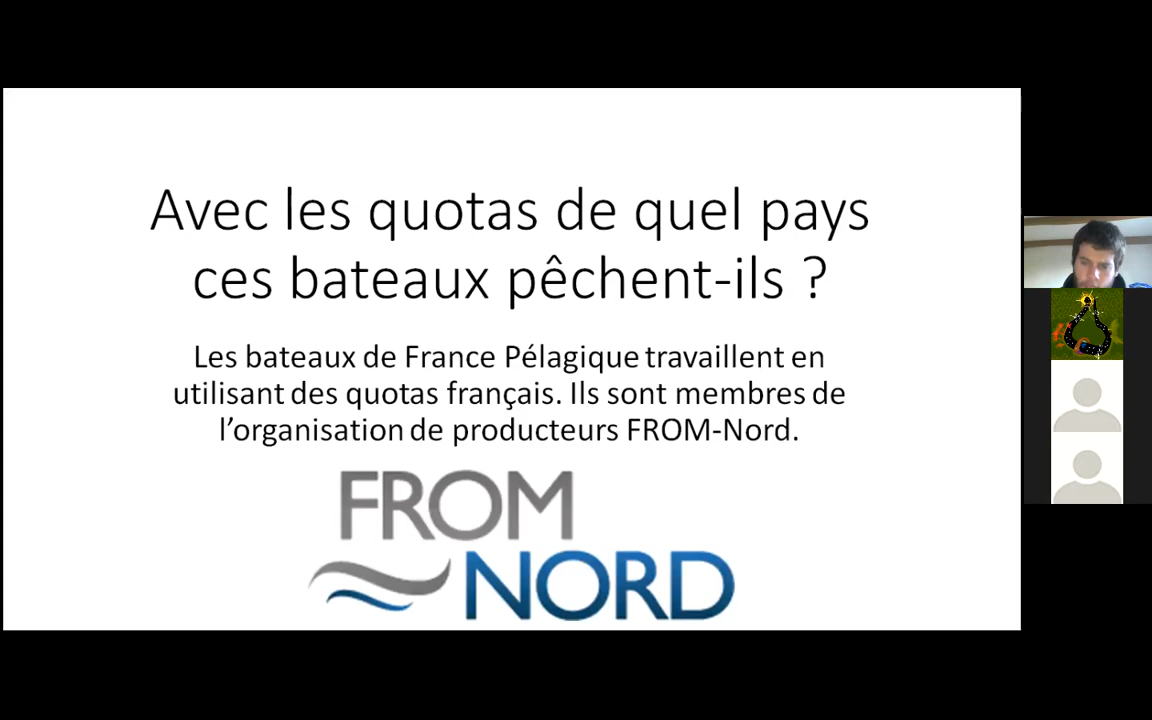 Avec les quotas de quel pays
ces bateaux pêchent-ils ?
Les bateaux de France Pélagique travaillent en
utilisant des quotas français. Ils sont membres de
l’organisation de producteurs FROM-Nord.
FROM
NORD